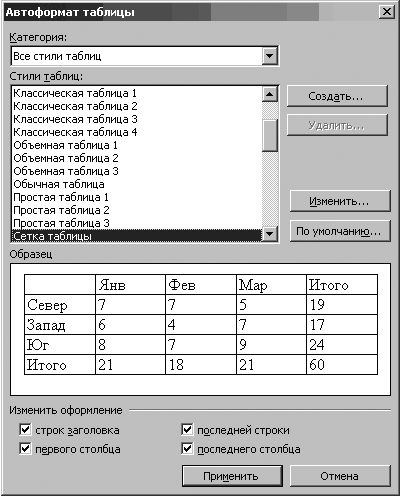 Автоформат таблицы
Категория:
Все стили таблиц
Стили таблиц:
Классическая таблица 1
Классическая таблица 2
Классическая таблица 3
Классическая таблица 4
Объемная таблица 1
Объемная таблица 2
Объемная таблица 3
Обычная таблица
Простая таблица 1
Простая таблица 2
Простая таблица 3
Сетка таблицы
Создать...
Удалить...
Изменить...
По умолчанию...
Образец
Янв Фев Мар Итого
Север 7 7 5 19
Запад 6 4 7 17
Юг 8 7 9 24
Итого 21 18 21 60
Изменить оформление
строк заголовка последней строки
первого столбца последнего столбца
Применить Отмена